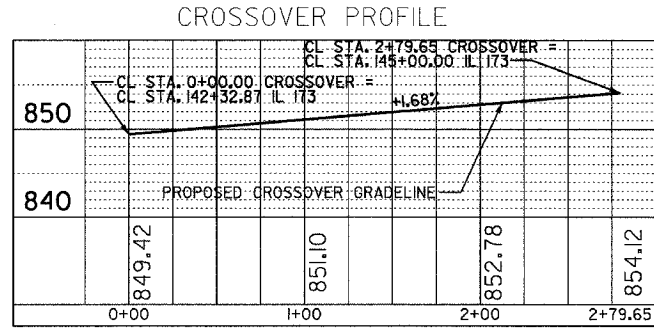 CROSSOVER PROFILE
CL STA. 2+79.65 CROSSOVER =
CL STA. 145+00.00 IL 173
CL STA. 0+00.00 CROSSOVER =
CL STA. 142+32.87 IL 173
+1.68%
850
PROPOSED CROSSOVER GRADELINE
840
849.42
851.10
852.78
854.12
0+00
1+00
2+00
2+79.65